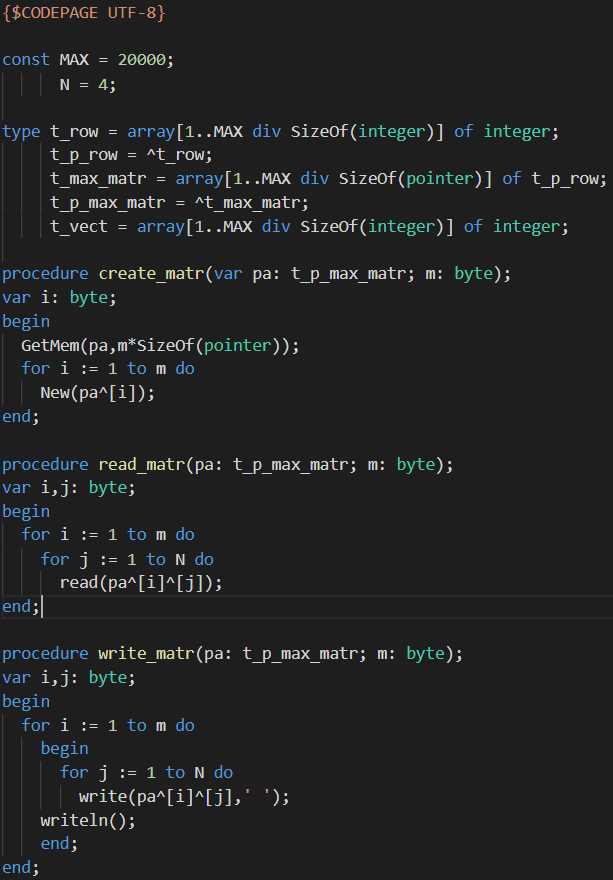 {$CODEPAGE UTF-8}
const MAX = 20000;
N = 4;
type t_row = array[1..MAX div SizeOf(integer)] of integer;
t_p_row = ^t_row;
t_max_matr = array[1..MAX div SizeOf(pointer)] of t_p_row;
t_p_max_matr = ^t_max_matr;
t_vect = array[1..MAX div SizeOf(integer)] of integer;
procedure create_matr(var pa: t_p_max_matr; m: byte);
var i: byte;
begin
GetMem(pa,m*SizeOf(pointer));
for i := 1 to m do
New(pa^[i]);
end;
procedure read_matr(pa: t_p_max_matr; m: byte);
var i,j: byte;
begin
for i := 1 to m do
for j := 1 to N do
read(pa^[i]^[j]);
end;
procedure write_matr(pa: t_p_max_matr; m: byte);
var i,j: byte;
begin
for i := 1 to m do
begin
for j := 1 to N do
write(pa^[i]^[j],' ');
writeln();
end;
end;